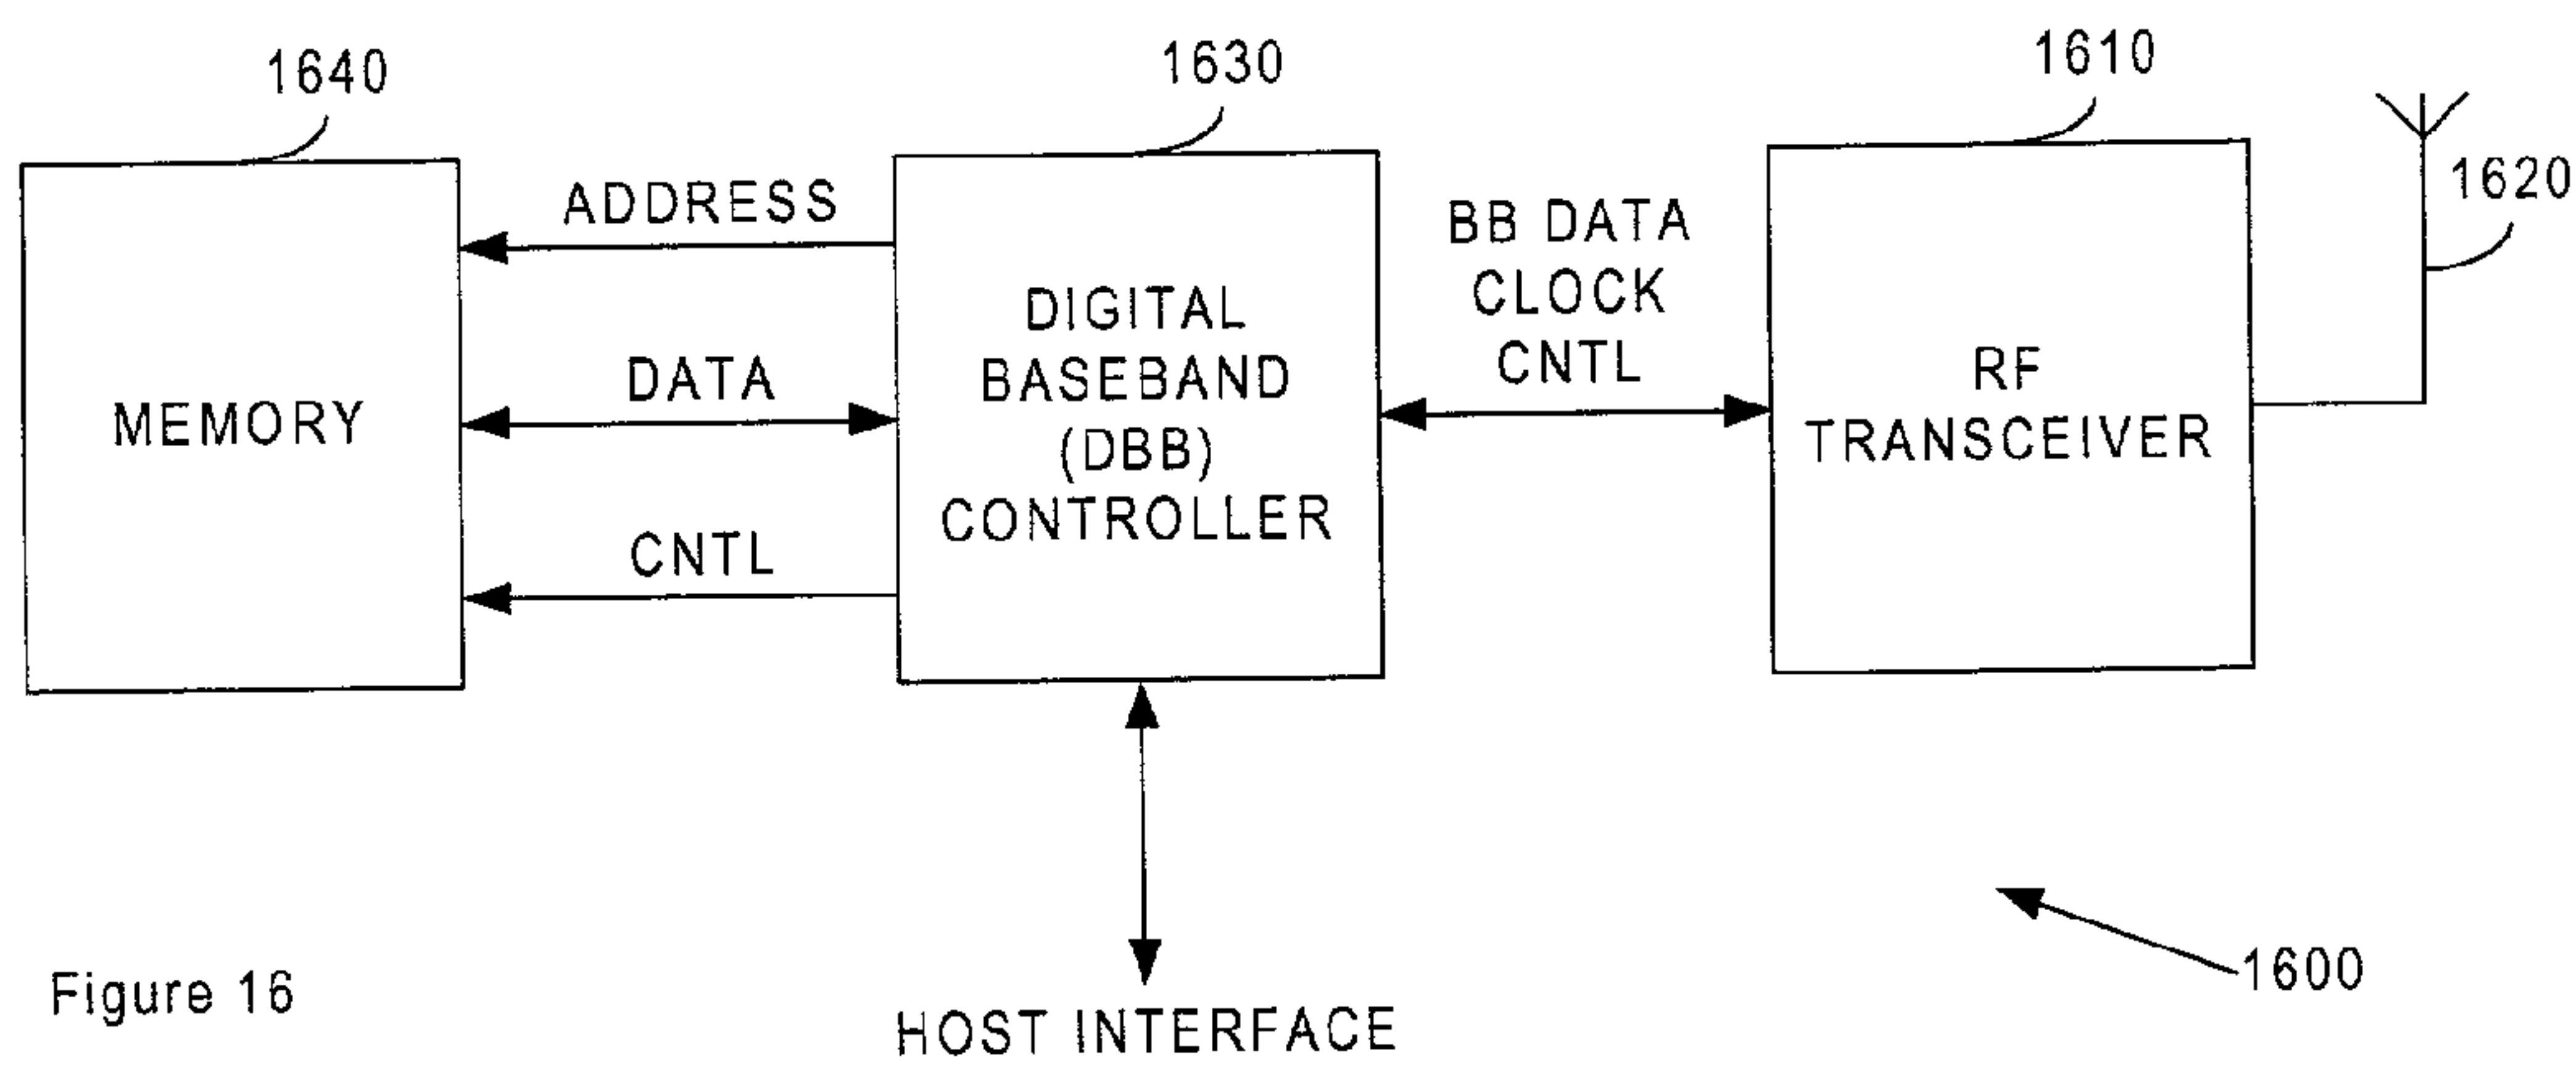 1640
1630
1610
1620
ADDRESS
DATA
CNTL
MEMORY
DIGITAL
BASEBAND
(DBB)
CONTROLLER
BB DATA
CLOCK
CNTL
RF
TRANSCEIVER
1600
HOST INTERFACE
Figure 16